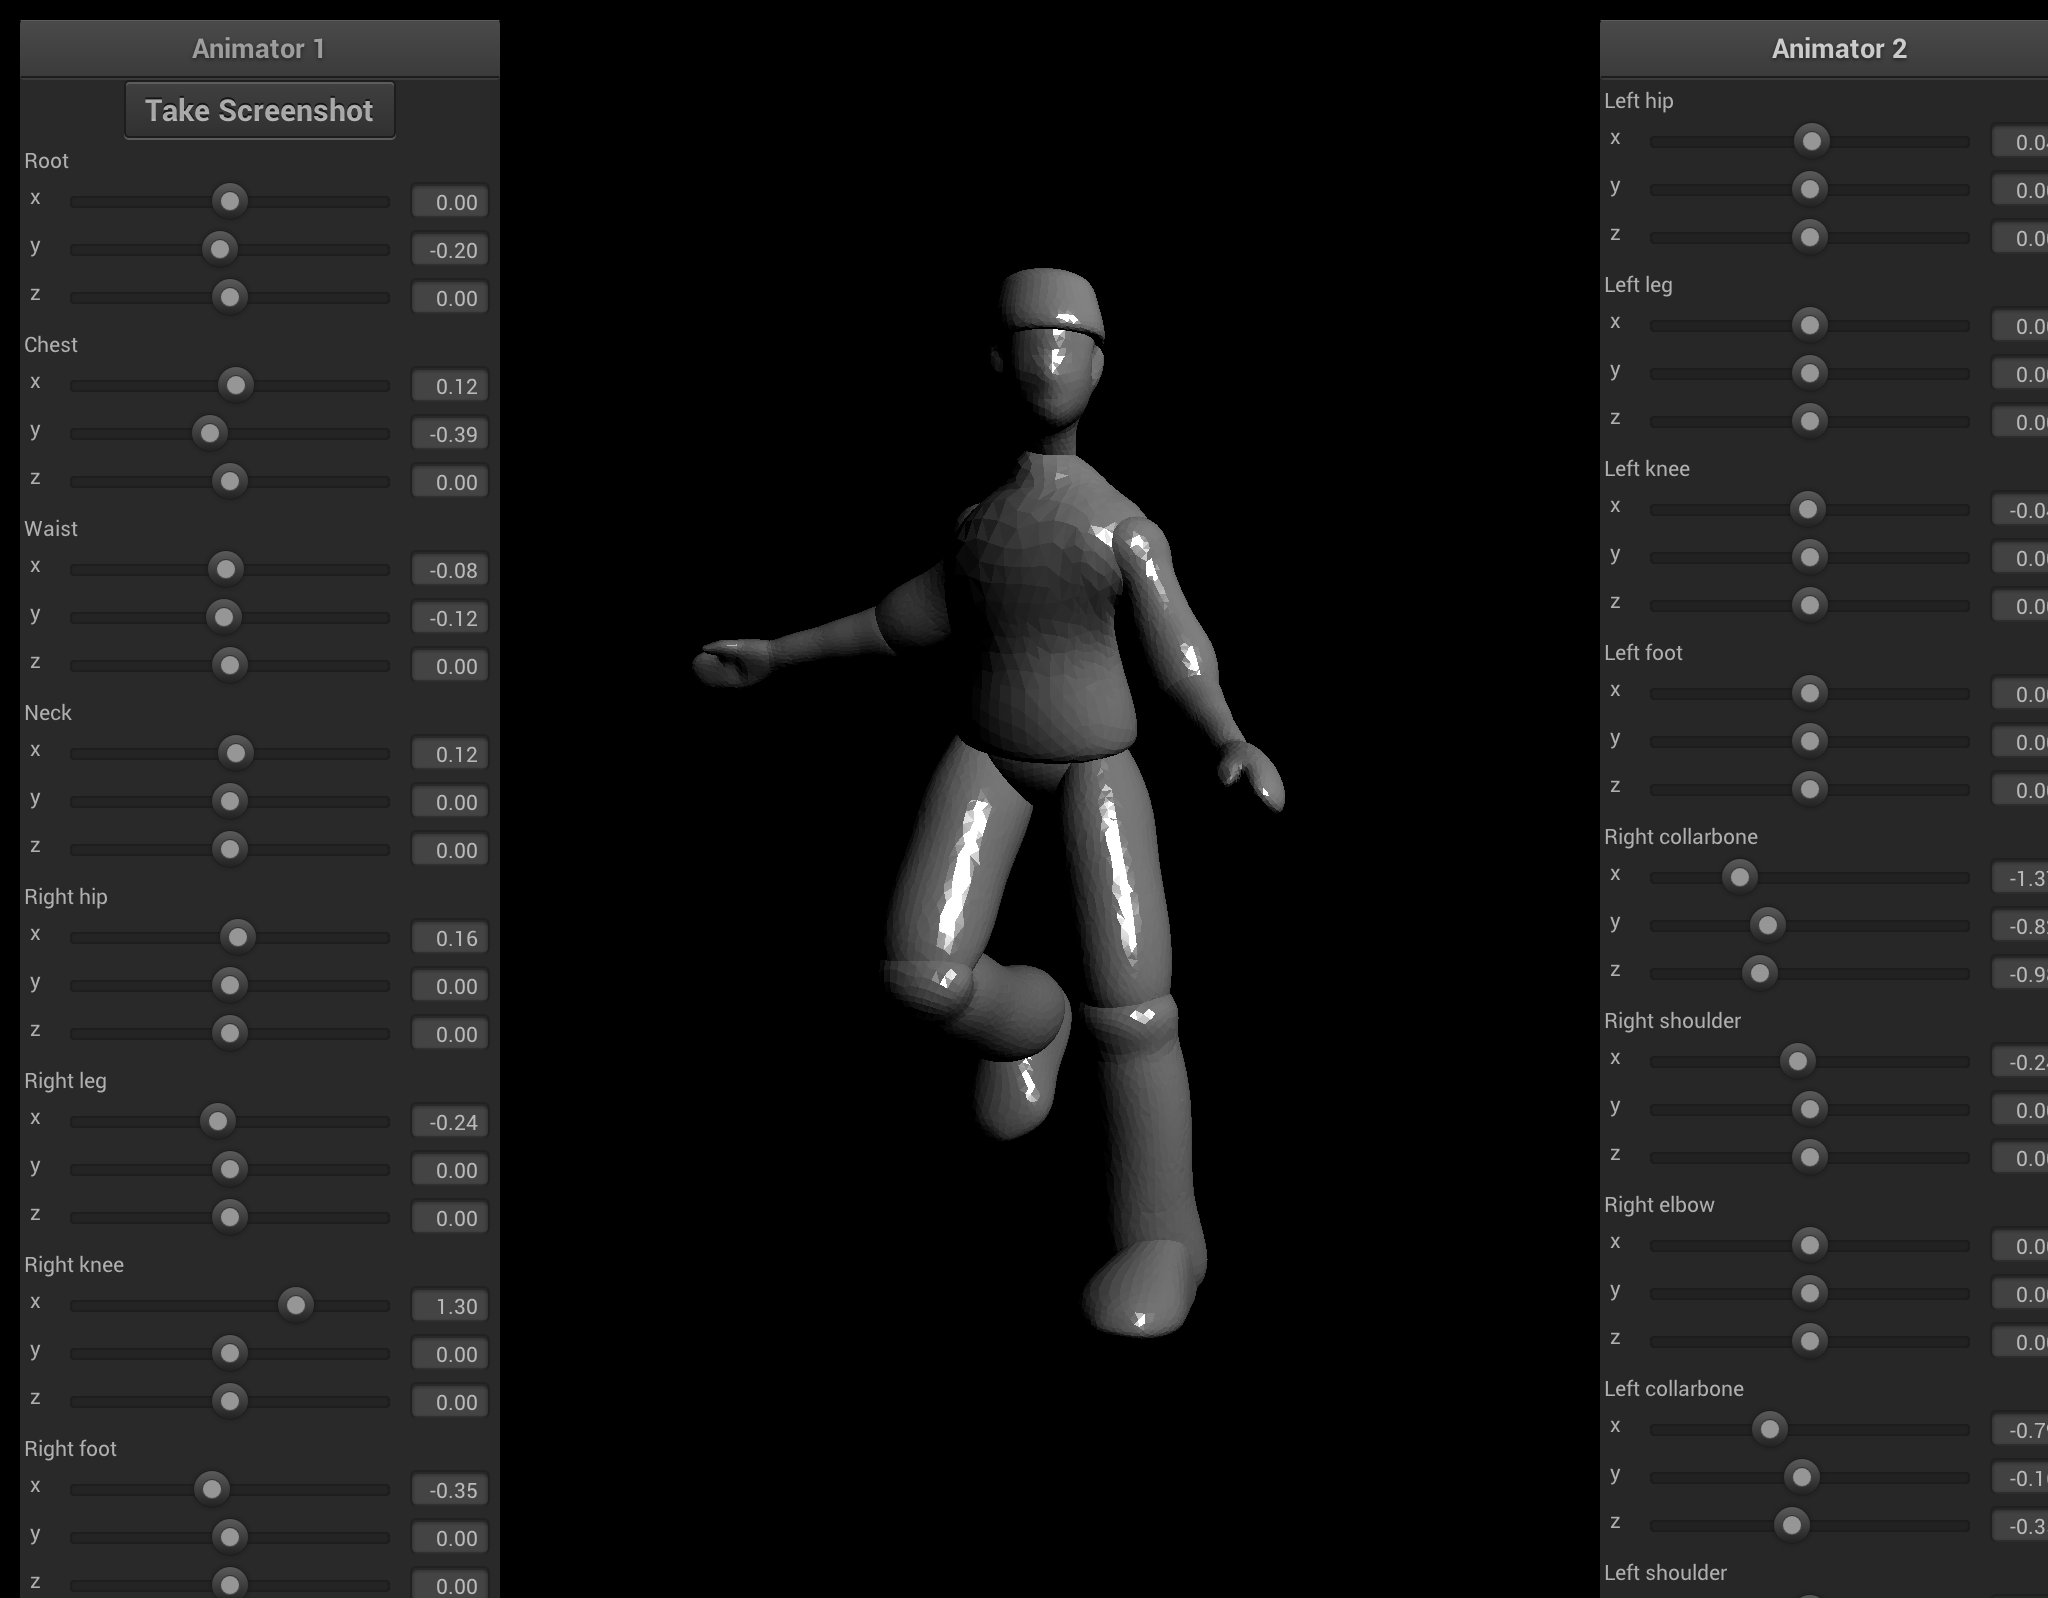 Animator 1
Take Screenshot
Root
x 0.00
y -0.20
z 0.00
Chest
x 0.12
y -0.39
z 0.00
Waist
x -0.08
y -0.12
z 0.00
Neck
x 0.12
y 0.00
z 0.00
Right hip
x 0.16
y 0.00
z 0.00
Right leg
x -0.24
y 0.00
z 0.00
Right knee
x 1.30
y 0.00
z 0.00
Right foot
x -0.35
y 0.00
z 0.00
Animator 2
Left hip
x
y
z
Left leg
x
y
z
Left knee
x
y
z
Left foot
x
y
z
Right collarbone
x
y
z
Right shoulder
x
y
z
Right elbow
x
y
z
Left collarbone
x
y
z
Left shoulder